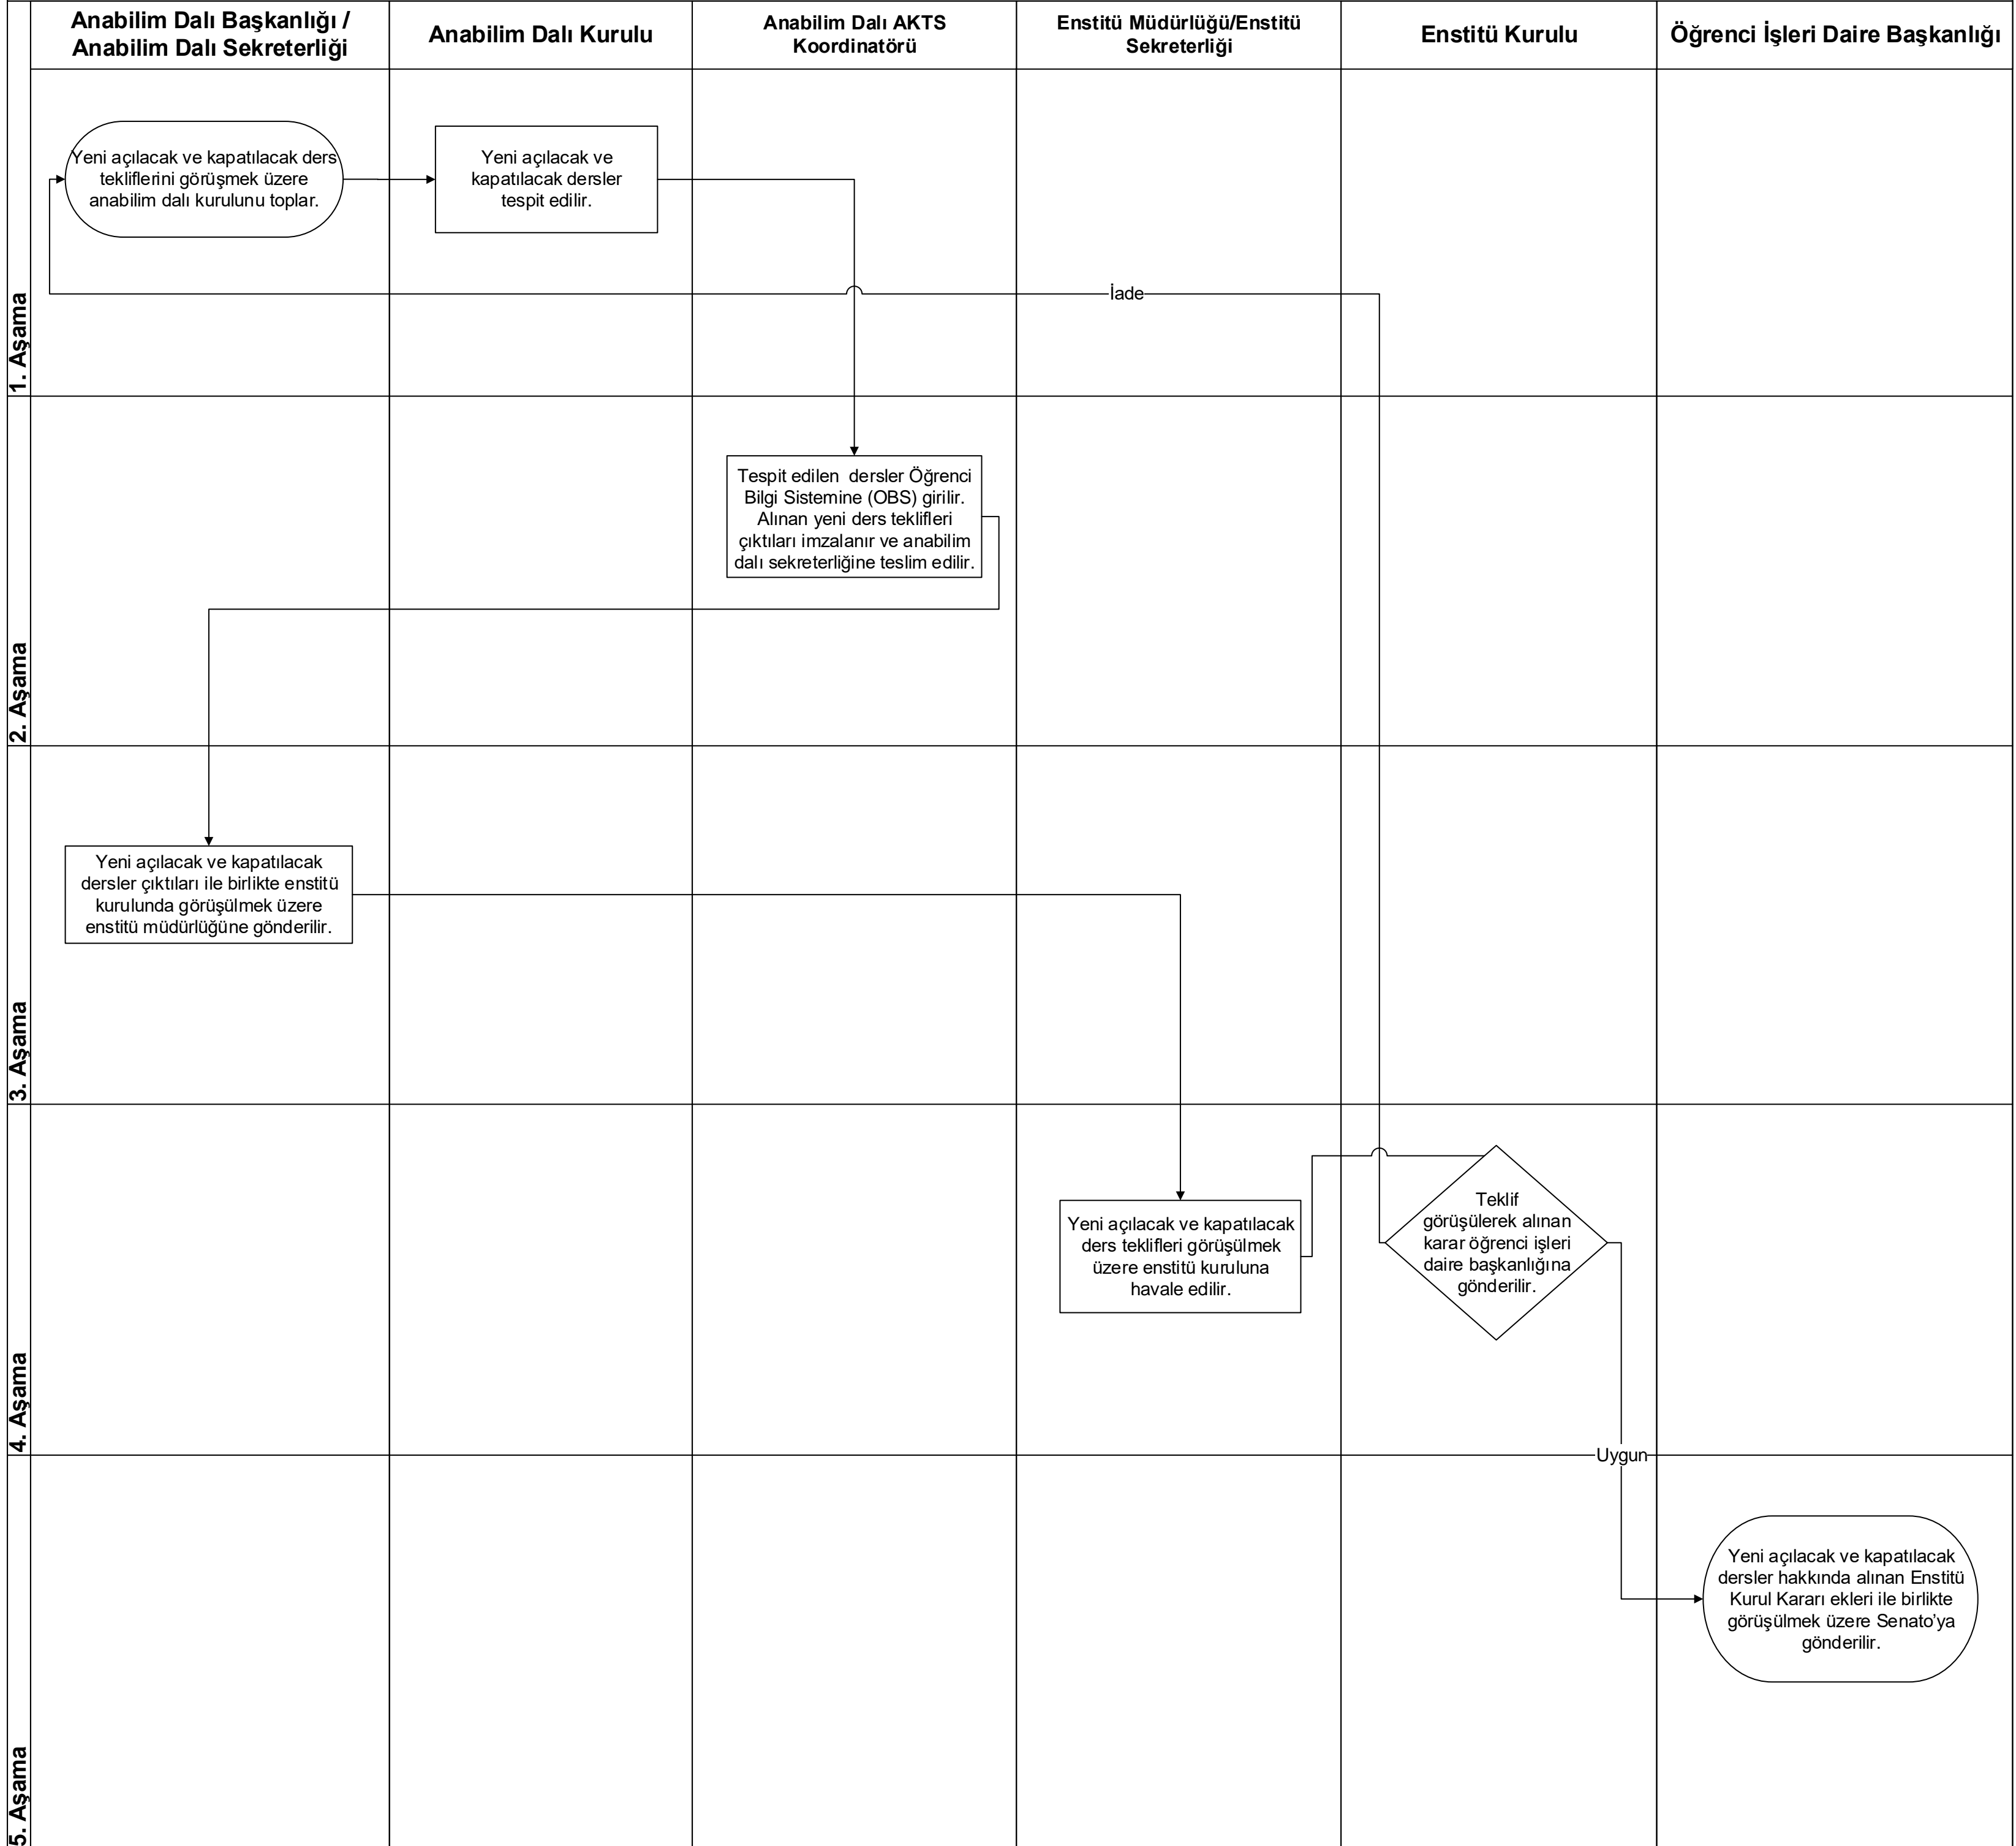 Anabilim Dalı Başkanlığı /
Anabilim Dalı Sekreterliği
Anabilim Dalı Kurulu
Anabilim Dalı AKTS
Koordinatörü
Enstitü Müdürlüğü/Enstitü
Sekreterliği
Enstitü Kurulu
Öğrenci İşleri Daire Başkanlığı
1. Aşama
Yeni açılacak ve kapatılacak ders
tekliflerini görüşmek üzere
anabilim dalı kurulunu toplar.
Yeni açılacak ve
kapatılacak dersler
tespit edilir.
İade
2. Aşama
Tespit edilen  dersler Öğrenci
Bilgi Sistemine (OBS) girilir.
Alınan yeni ders teklifleri
çıktıları imzalanır ve anabilim
dalı sekreterliğine teslim edilir.
3. Aşama
Yeni açılacak ve kapatılacak
dersler çıktıları ile birlikte enstitü
kurulunda görüşülmek üzere
enstitü müdürlüğüne gönderilir.
4. Aşama
Yeni açılacak ve kapatılacak
ders teklifleri görüşülmek
üzere enstitü kuruluna
havale edilir.
Teklif
görüşülerek alınan
karar öğrenci işleri
daire başkanlığına
gönderilir.
Uygun
5. Aşama
Yeni açılacak ve kapatılacak
dersler hakkında alınan Enstitü
Kurul Kararı ekleri ile birlikte
görüşülmek üzere Senato’ya
gönderilir.